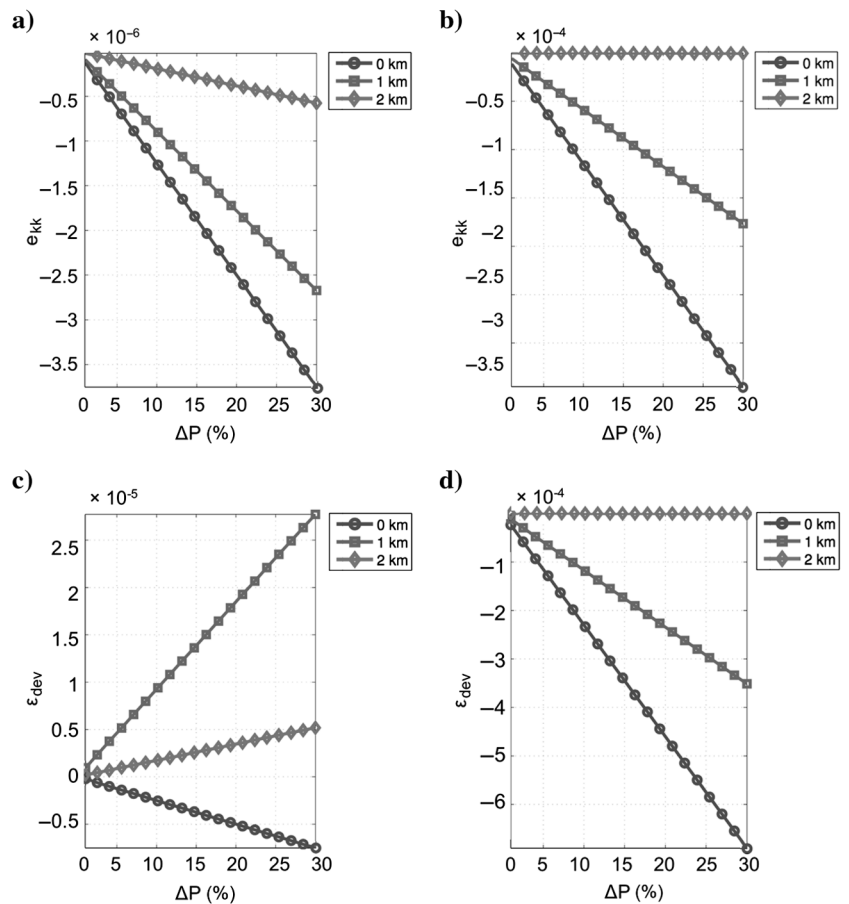 a)
× 10⁻⁶
0 km
1 km
2 km
−0.5
−1
−1.5
−2
−2.5
−3
−3.5
eₖₖ
0 5 10 15 20 25 30
ΔP (%)
b)
× 10⁻⁴
0 km
1 km
2 km
−0.5
−1
−1.5
−2
−2.5
−3
−3.5
eₖₖ
0 5 10 15 20 25 30
ΔP (%)
c)
× 10⁻⁵
0 km
1 km
2 km
2.5
2
1.5
1
0.5
0
−0.5
ε_dev
0 5 10 15 20 25 30
ΔP (%)
d)
× 10⁻⁴
0 km
1 km
2 km
−1
−2
−3
−4
−5
−6
ε_dev
0 5 10 15 20 25 30
ΔP (%)